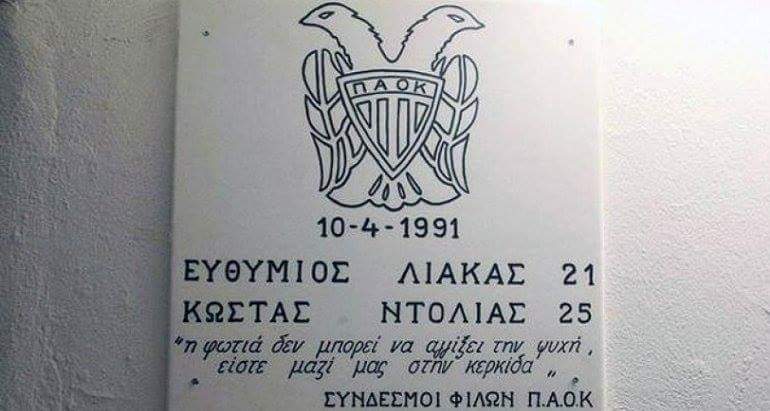 ΠΑΟΚ
10-4-1991
ΕΥΘΥΜΙΟΣ ΛΙΑΚΑΣ 21
ΚΩΣΤΑΣ ΝΤΟΛΙΑΣ 25
"η φωτιά δεν μπορεί να αγγίξει την ψυχή,
είστε μαζί μας στην κερκίδα"
ΣΥΝΔΕΣΜΟΙ ΦΙΛΩΝ Π.Α.Ο.Κ